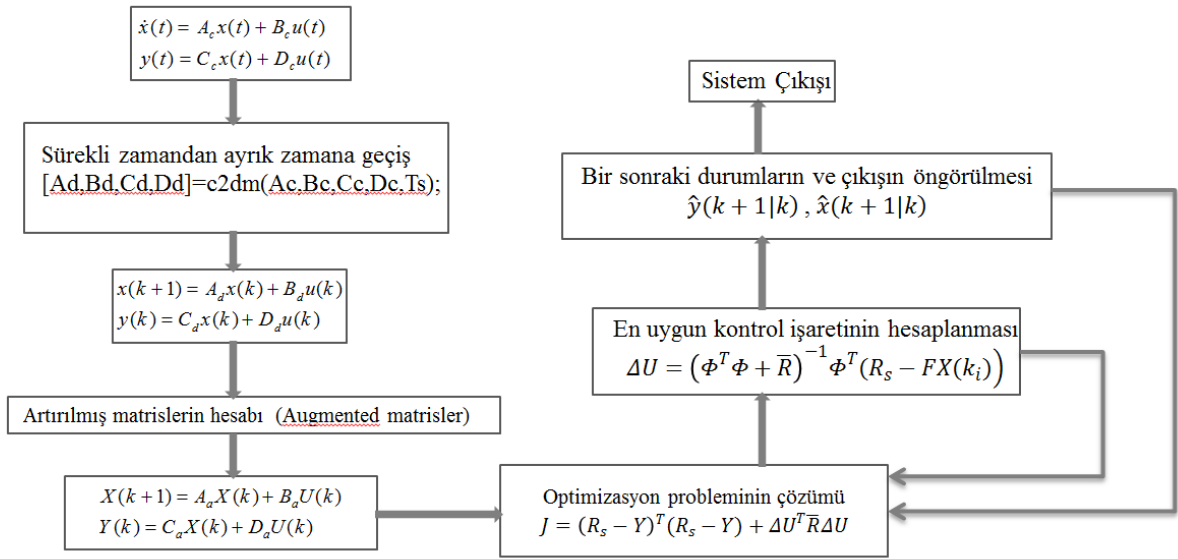 ẋ(t) = A_c x(t) + B_c u(t)
y(t) = C_c x(t) + D_c u(t)
Sürekli zamandan ayrık zamana geçiş
[Ad,Bd,Cd,Dd]=c2dm(Ac,Bc,Cc,Dc,Ts);
x(k+1) = A_d x(k) + B_d u(k)
y(k) = C_d x(k) + D_d u(k)
Artırılmış matrislerin hesabı (Augmented matrisler)
X(k+1) = A_a X(k) + B_a U(k)
Y(k) = C_a X(k) + D_a U(k)
Optimizasyon probleminin çözümü
J = (R_s − Y)^T (R_s − Y) + ΔU^T R̅ΔU
En uygun kontrol işaretinin hesaplanması
ΔU = (Φ^T Φ + R̅)^−1 Φ^T (R_s − FX(k_i))
Bir sonraki durumların ve çıkışın öngörülmesi
ŷ(k + 1|k) , x̂(k + 1|k)
Sistem Çıkışı